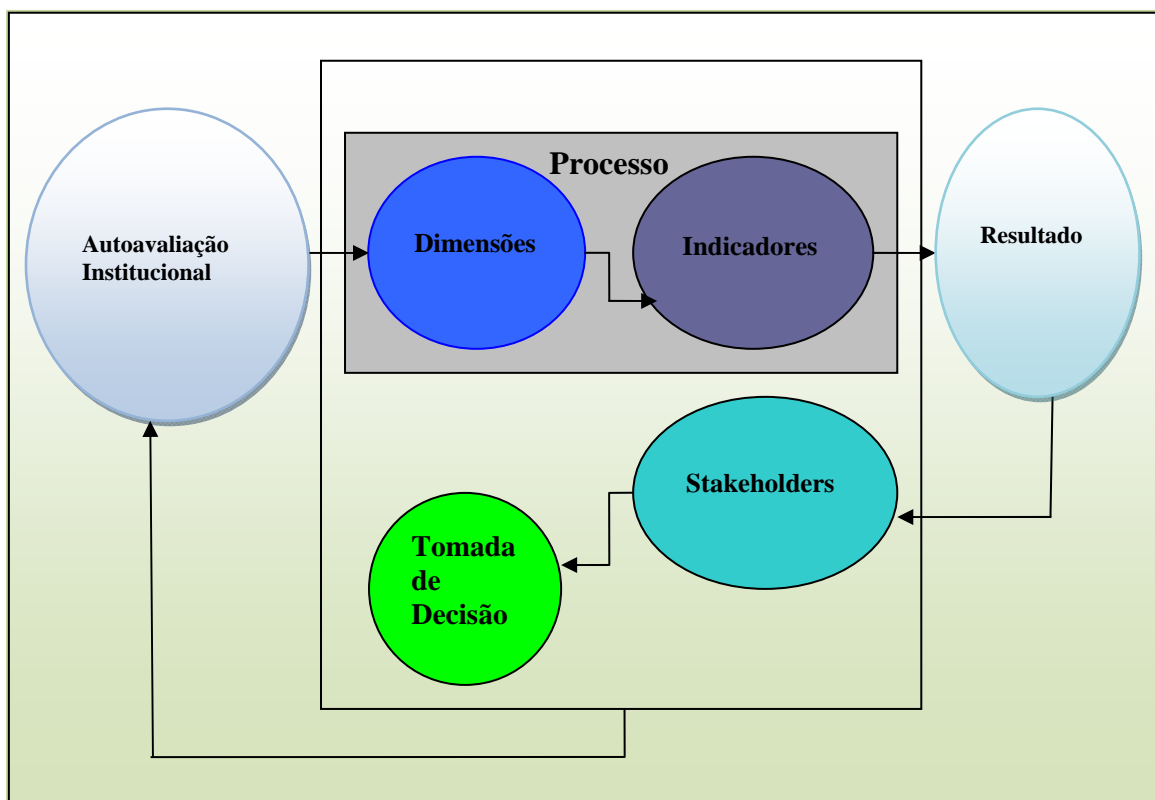 Processo
Autoavaliação
Institucional
Dimensões
Indicadores
Resultado
Stakeholders
Tomada
de
Decisão